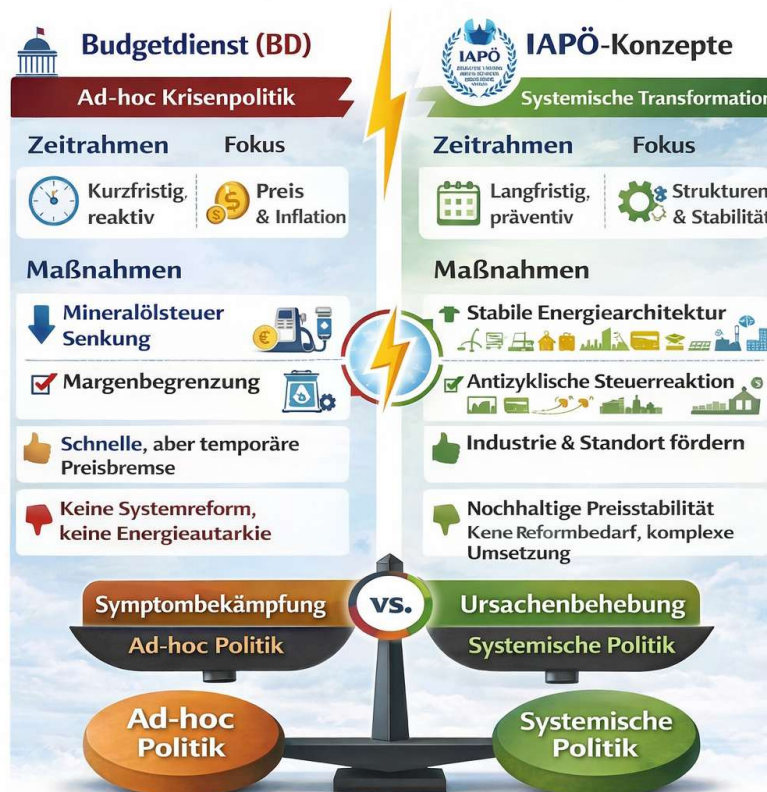 Budgetdienst (BD)
Ad-hoc Krisenpolitik
Zeitrahmen Fokus
Kurzfristig,
reaktiv
Preis
& Inflation
Maßnahmen
Mineralölsteuer
Senkung
Margenbegrenzung
Schnelle, aber temporäre
Preisbremse
Keine Systemreform,
keine Energieautarkie
IAPÖ
IAPÖ-Konzepte
Systemische Transformation
Zeitrahmen Fokus
Langfristig,
präventiv
Strukturen
& Stabilität
Maßnahmen
Stabile Energiearchitektur
Antizyklische Steuerreaktion
Industrie & Standort fördern
Nochhaltige Preisstabilität
Kene Reformbedarf, komplexe
Umsetzung
Symptombekämpfung
Ad-hoc Politik
vs.
Ursachenbehebung
Systemische Politik
Ad-hoc
Politik
Systemische
Politik